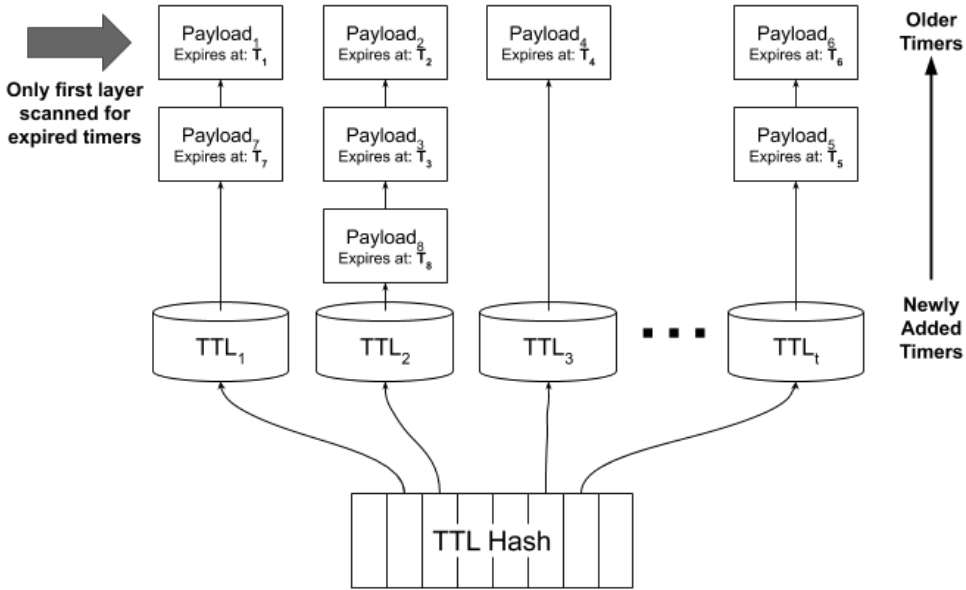 Only first layer
scanned for
expired timers
Payload1
Expires at: T1
Payload2
Expires at: T2
Payload4
Expires at: T4
Payload6
Expires at: T6
Older
Timers
Payload7
Expires at: T7
Payload3
Expires at: T3
Payload5
Expires at: T5
Payload8
Expires at: T8
Newly
Added
Timers
TTL1
TTL2
TTL3
TTLt
TTL Hash